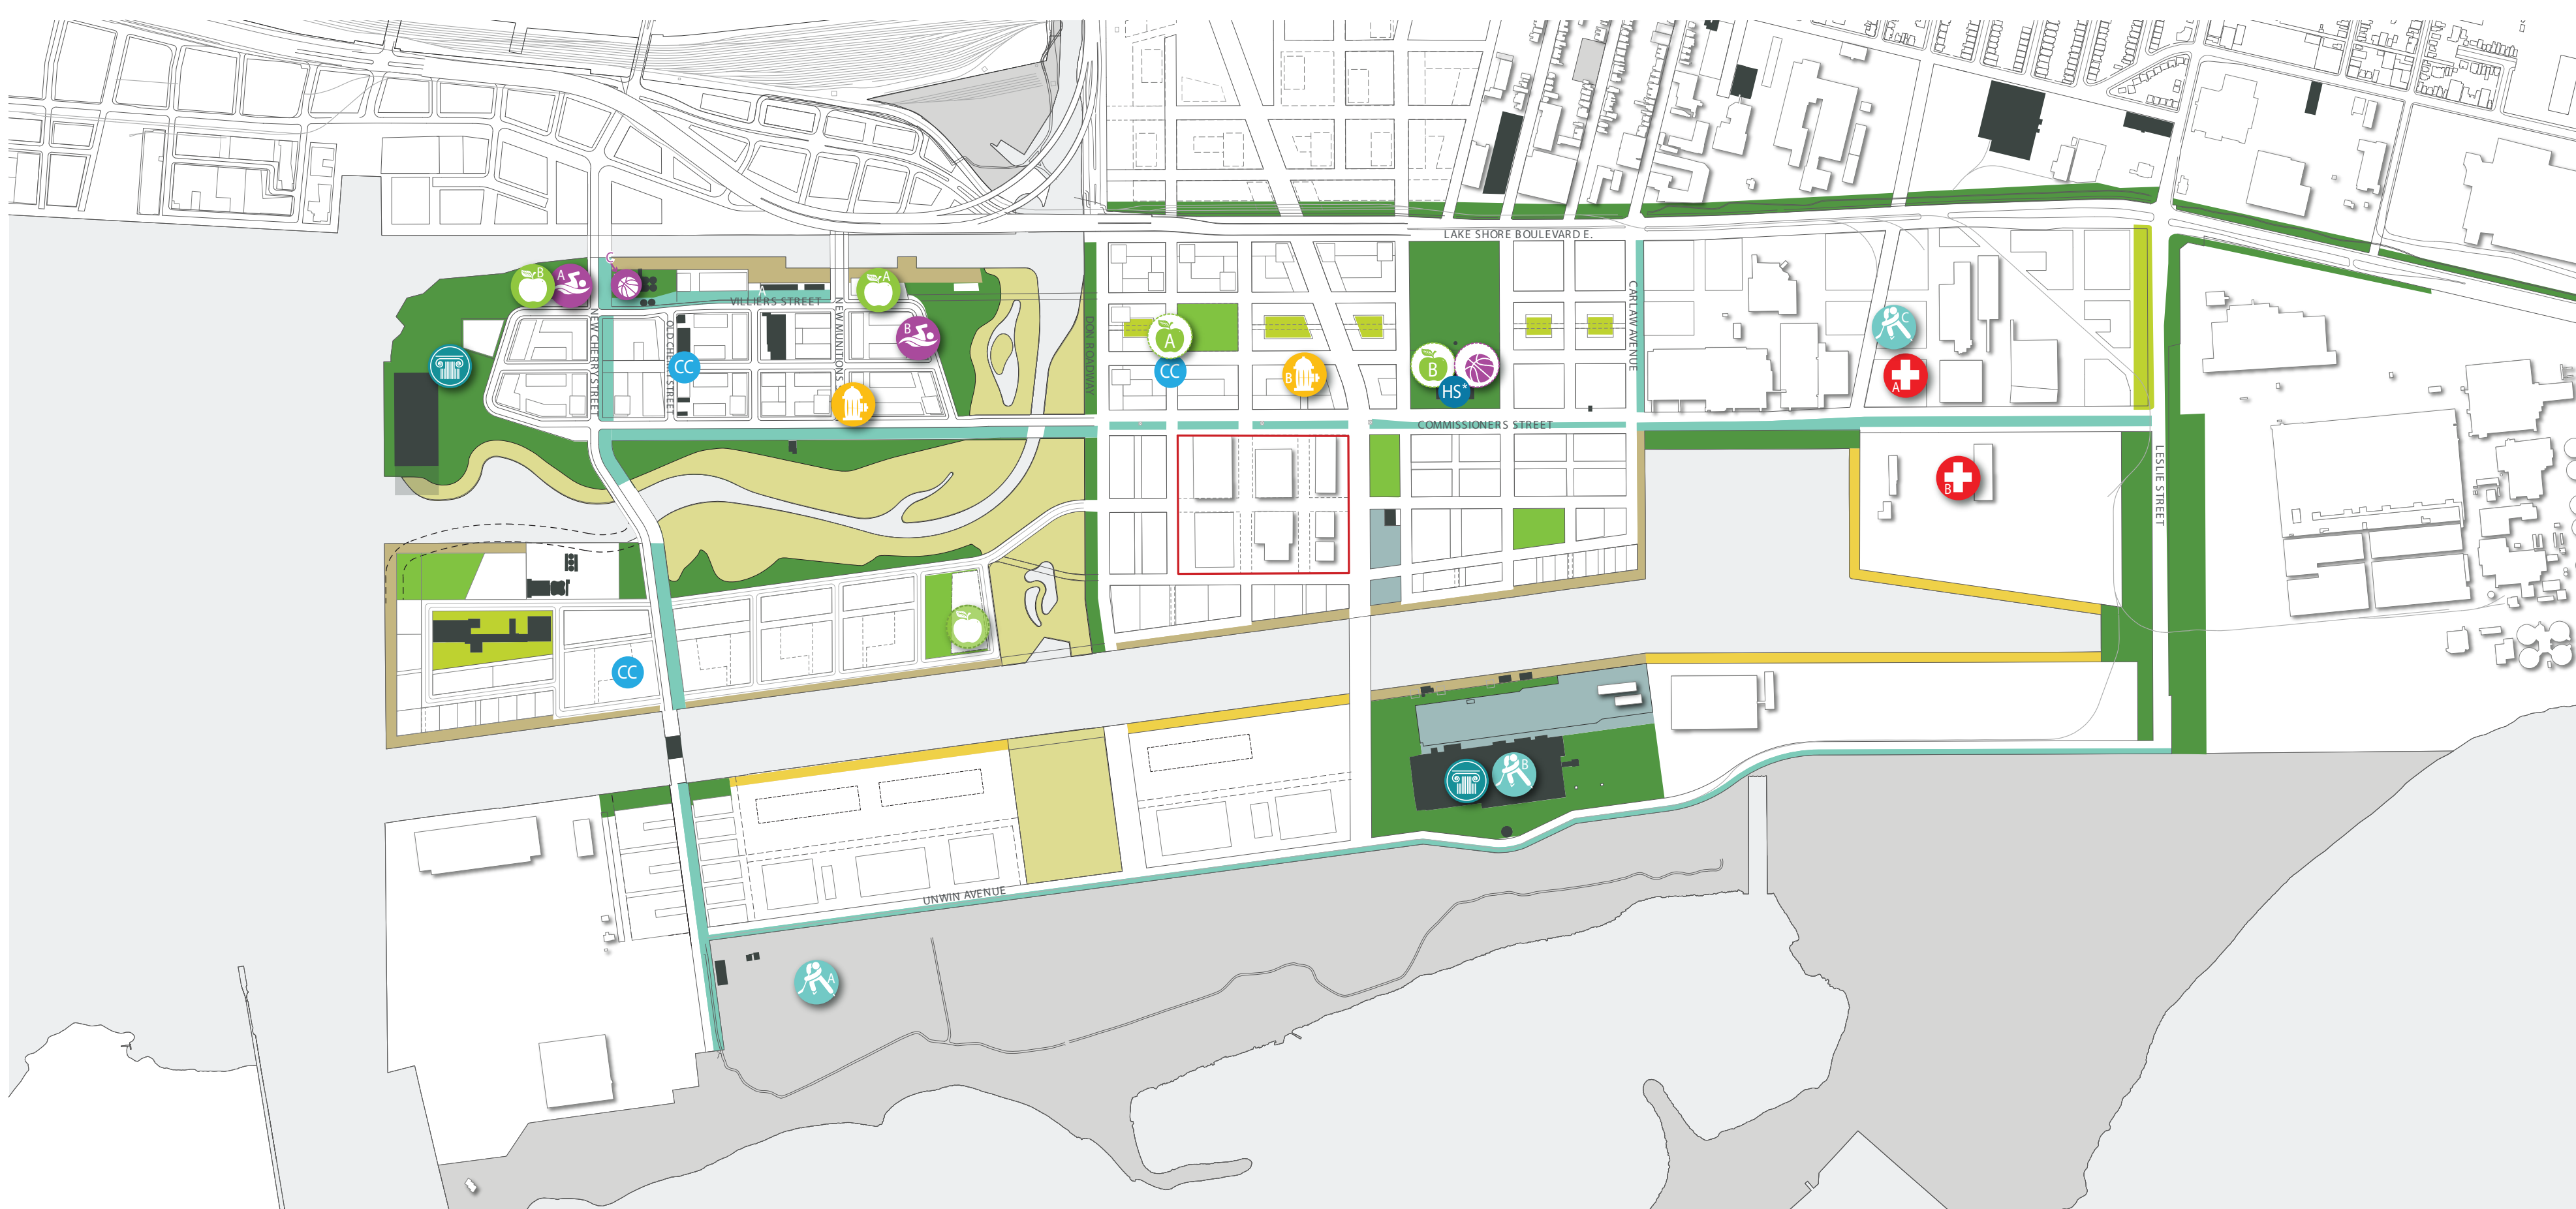 LAKE SHORE BOULEVARD E.
C
B
A
A
A
VILLIERS STREET
NEW CHERRY STREET
OLD CHERRY STREET
NEW MUNITIONS S
DON ROADWAY
CARLAW AVENUE
C
B
A
CC
CC
B
B
HS*
A
COMMISSIONERS STREET
LESLIE STREET
B
CC
B
UNWIN AVENUE
A